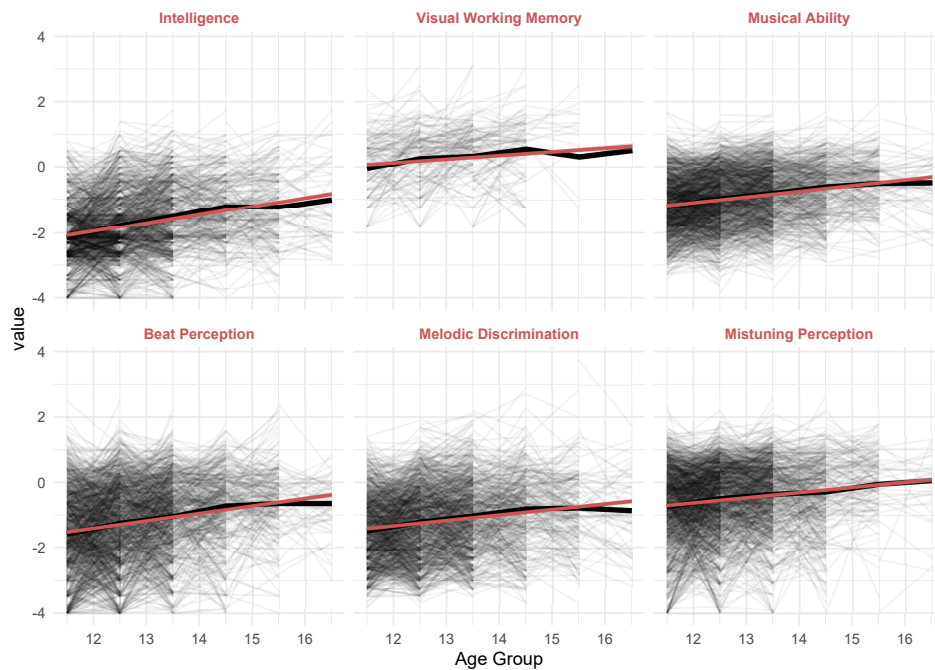 Intelligence Visual Working Memory Musical Ability
4
2
0
-2
-4
value
Beat Perception Melodic Discrimination Mistuning Perception
4
2
0
-2
-4
12 13 14 15 16 12 13 14 15 16 12 13 14 15 16
Age Group